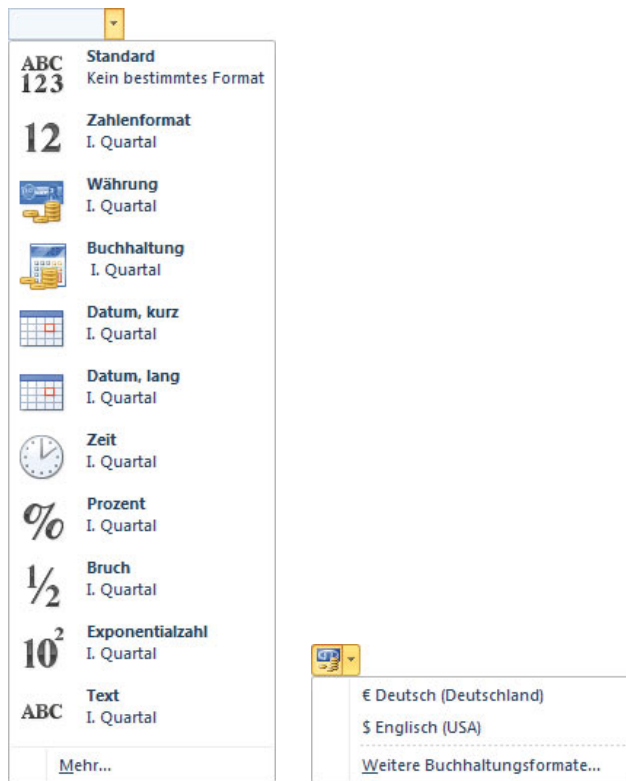 ABC
123
Standard
Kein bestimmtes Format
12
Zahlenformat
I. Quartal
Währung
I. Quartal
Buchhaltung
I. Quartal
Datum, kurz
I. Quartal
Datum, lang
I. Quartal
Zeit
I. Quartal
%
Prozent
I. Quartal
½
Bruch
I. Quartal
10²
Exponentialzahl
I. Quartal
ABC
Text
I. Quartal
Mehr...
€ Deutsch (Deutschland)
$ Englisch (USA)
Weitere Buchhaltungsformate...